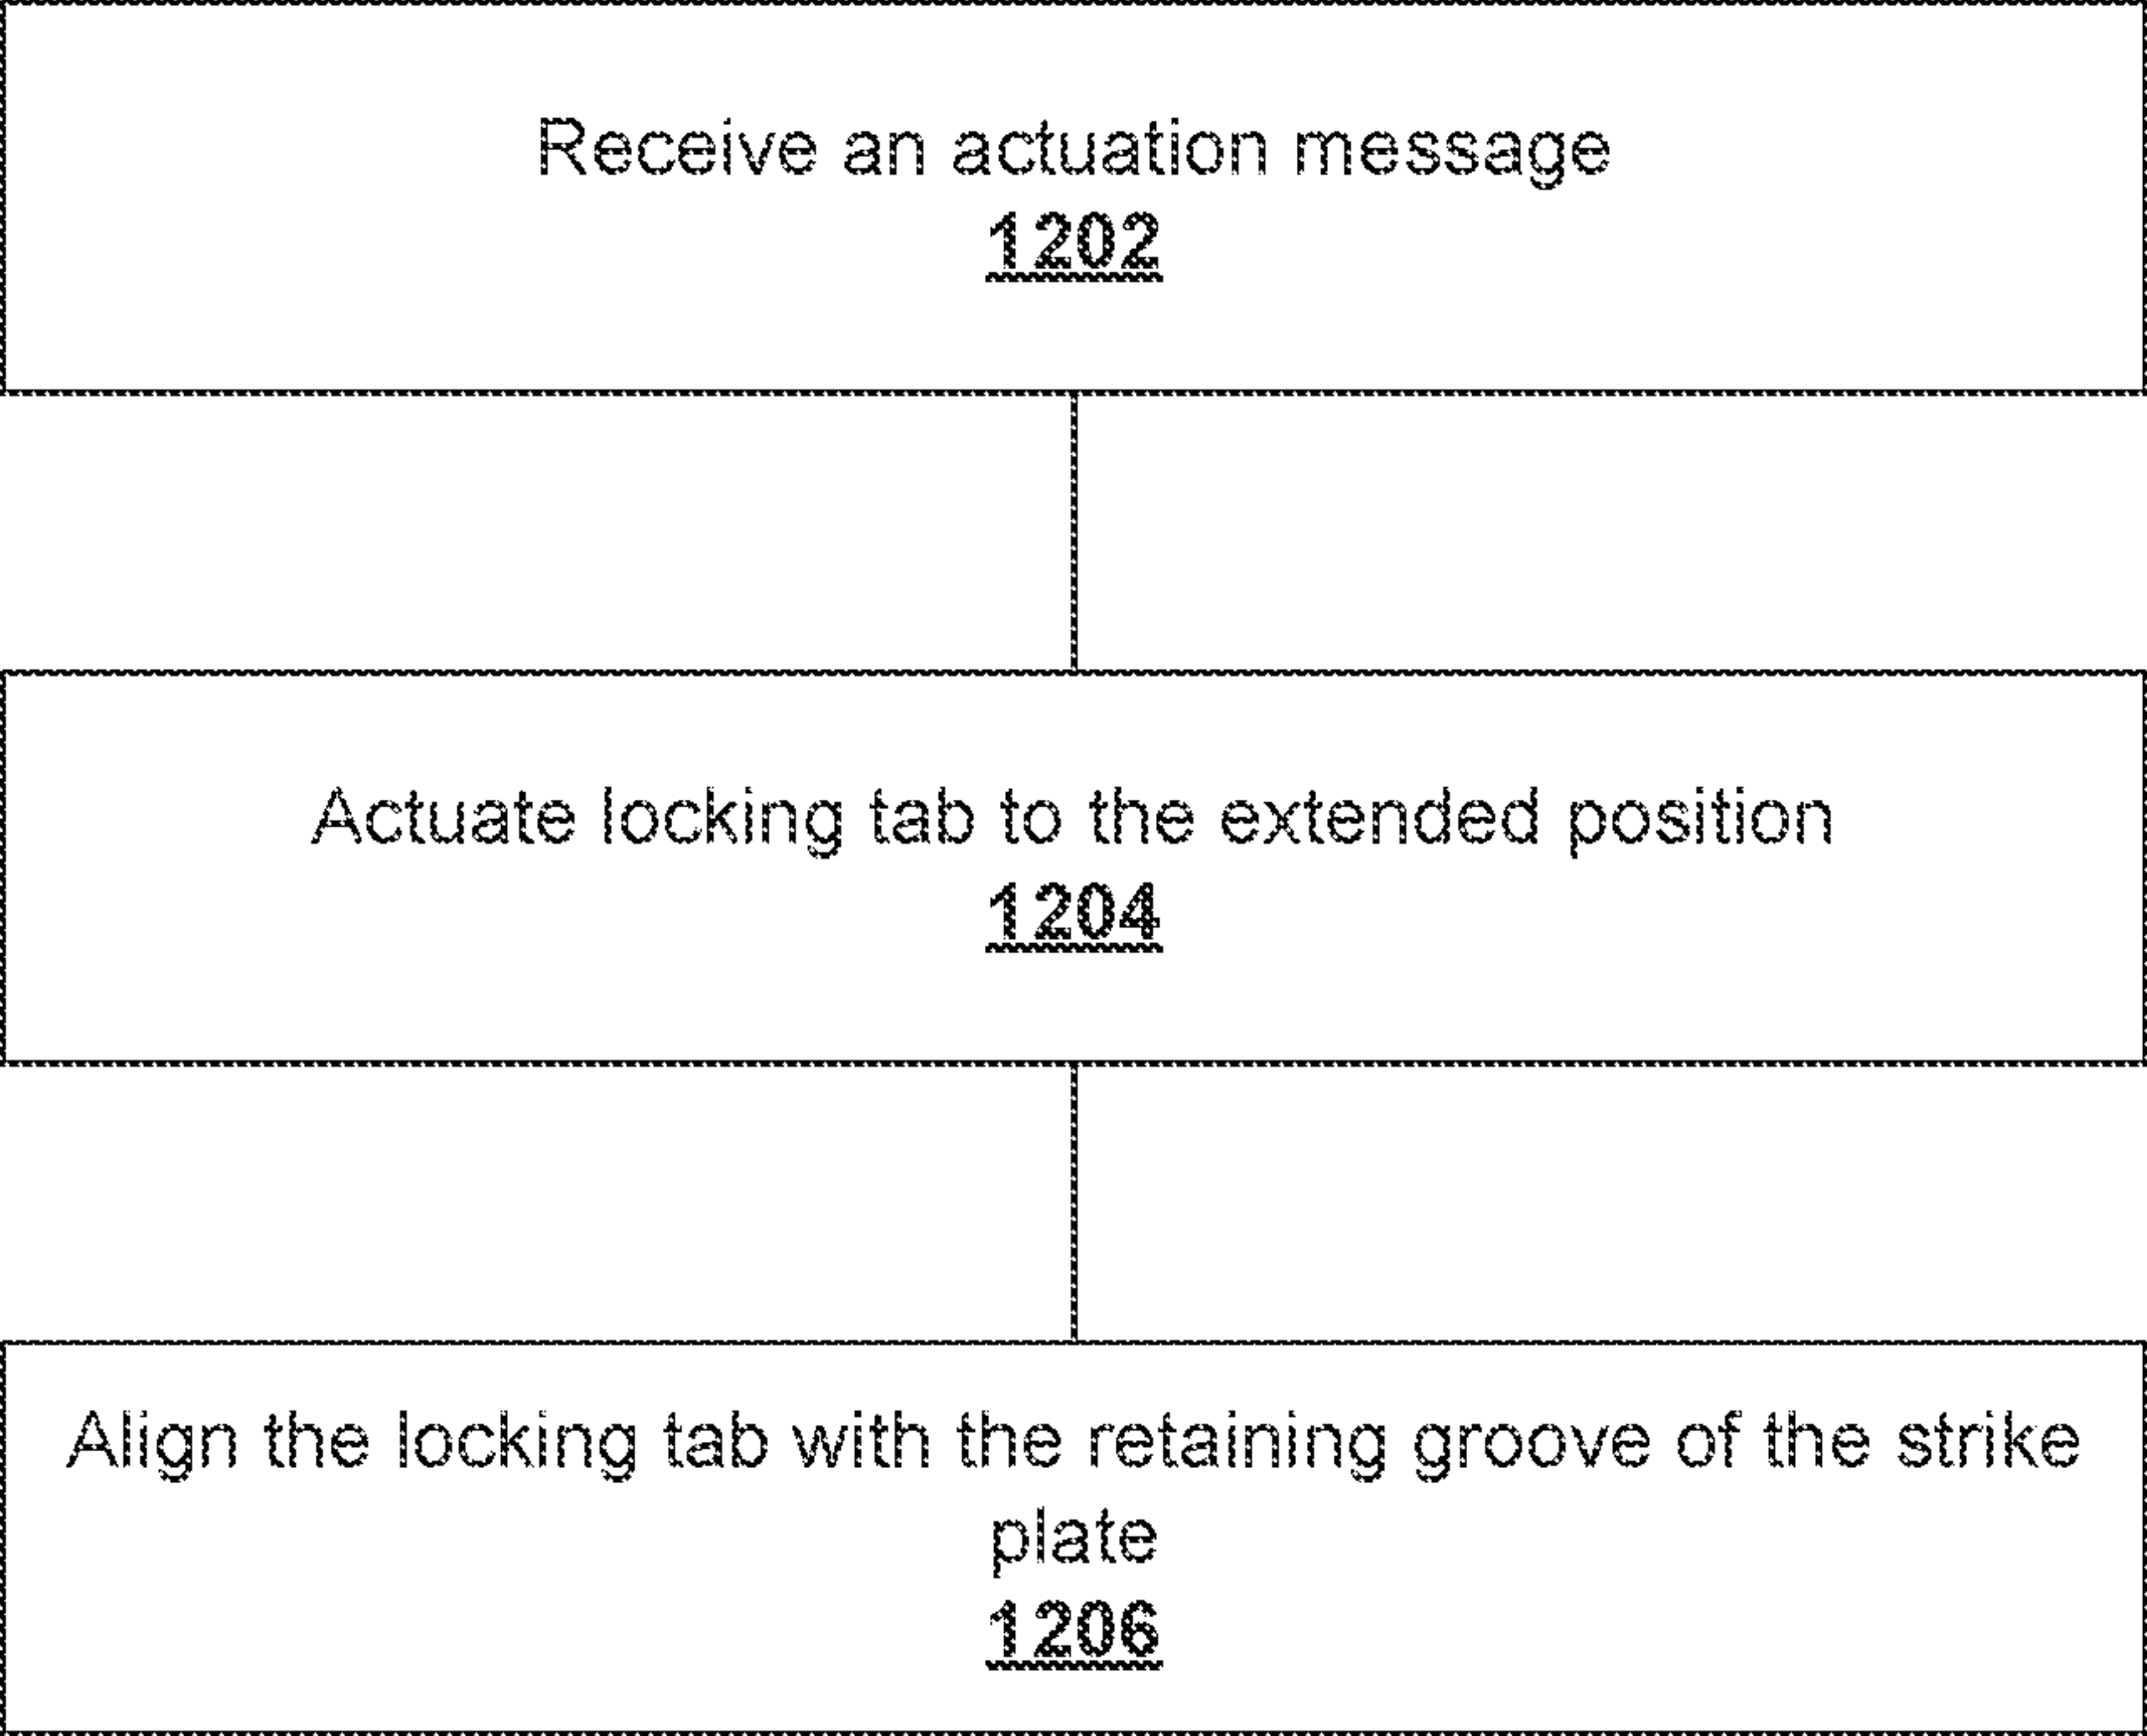 Receive an actuation message
1202
Actuate locking tab to the extended position
1204
Align the locking tab with the retaining groove of the strike
plate
1206